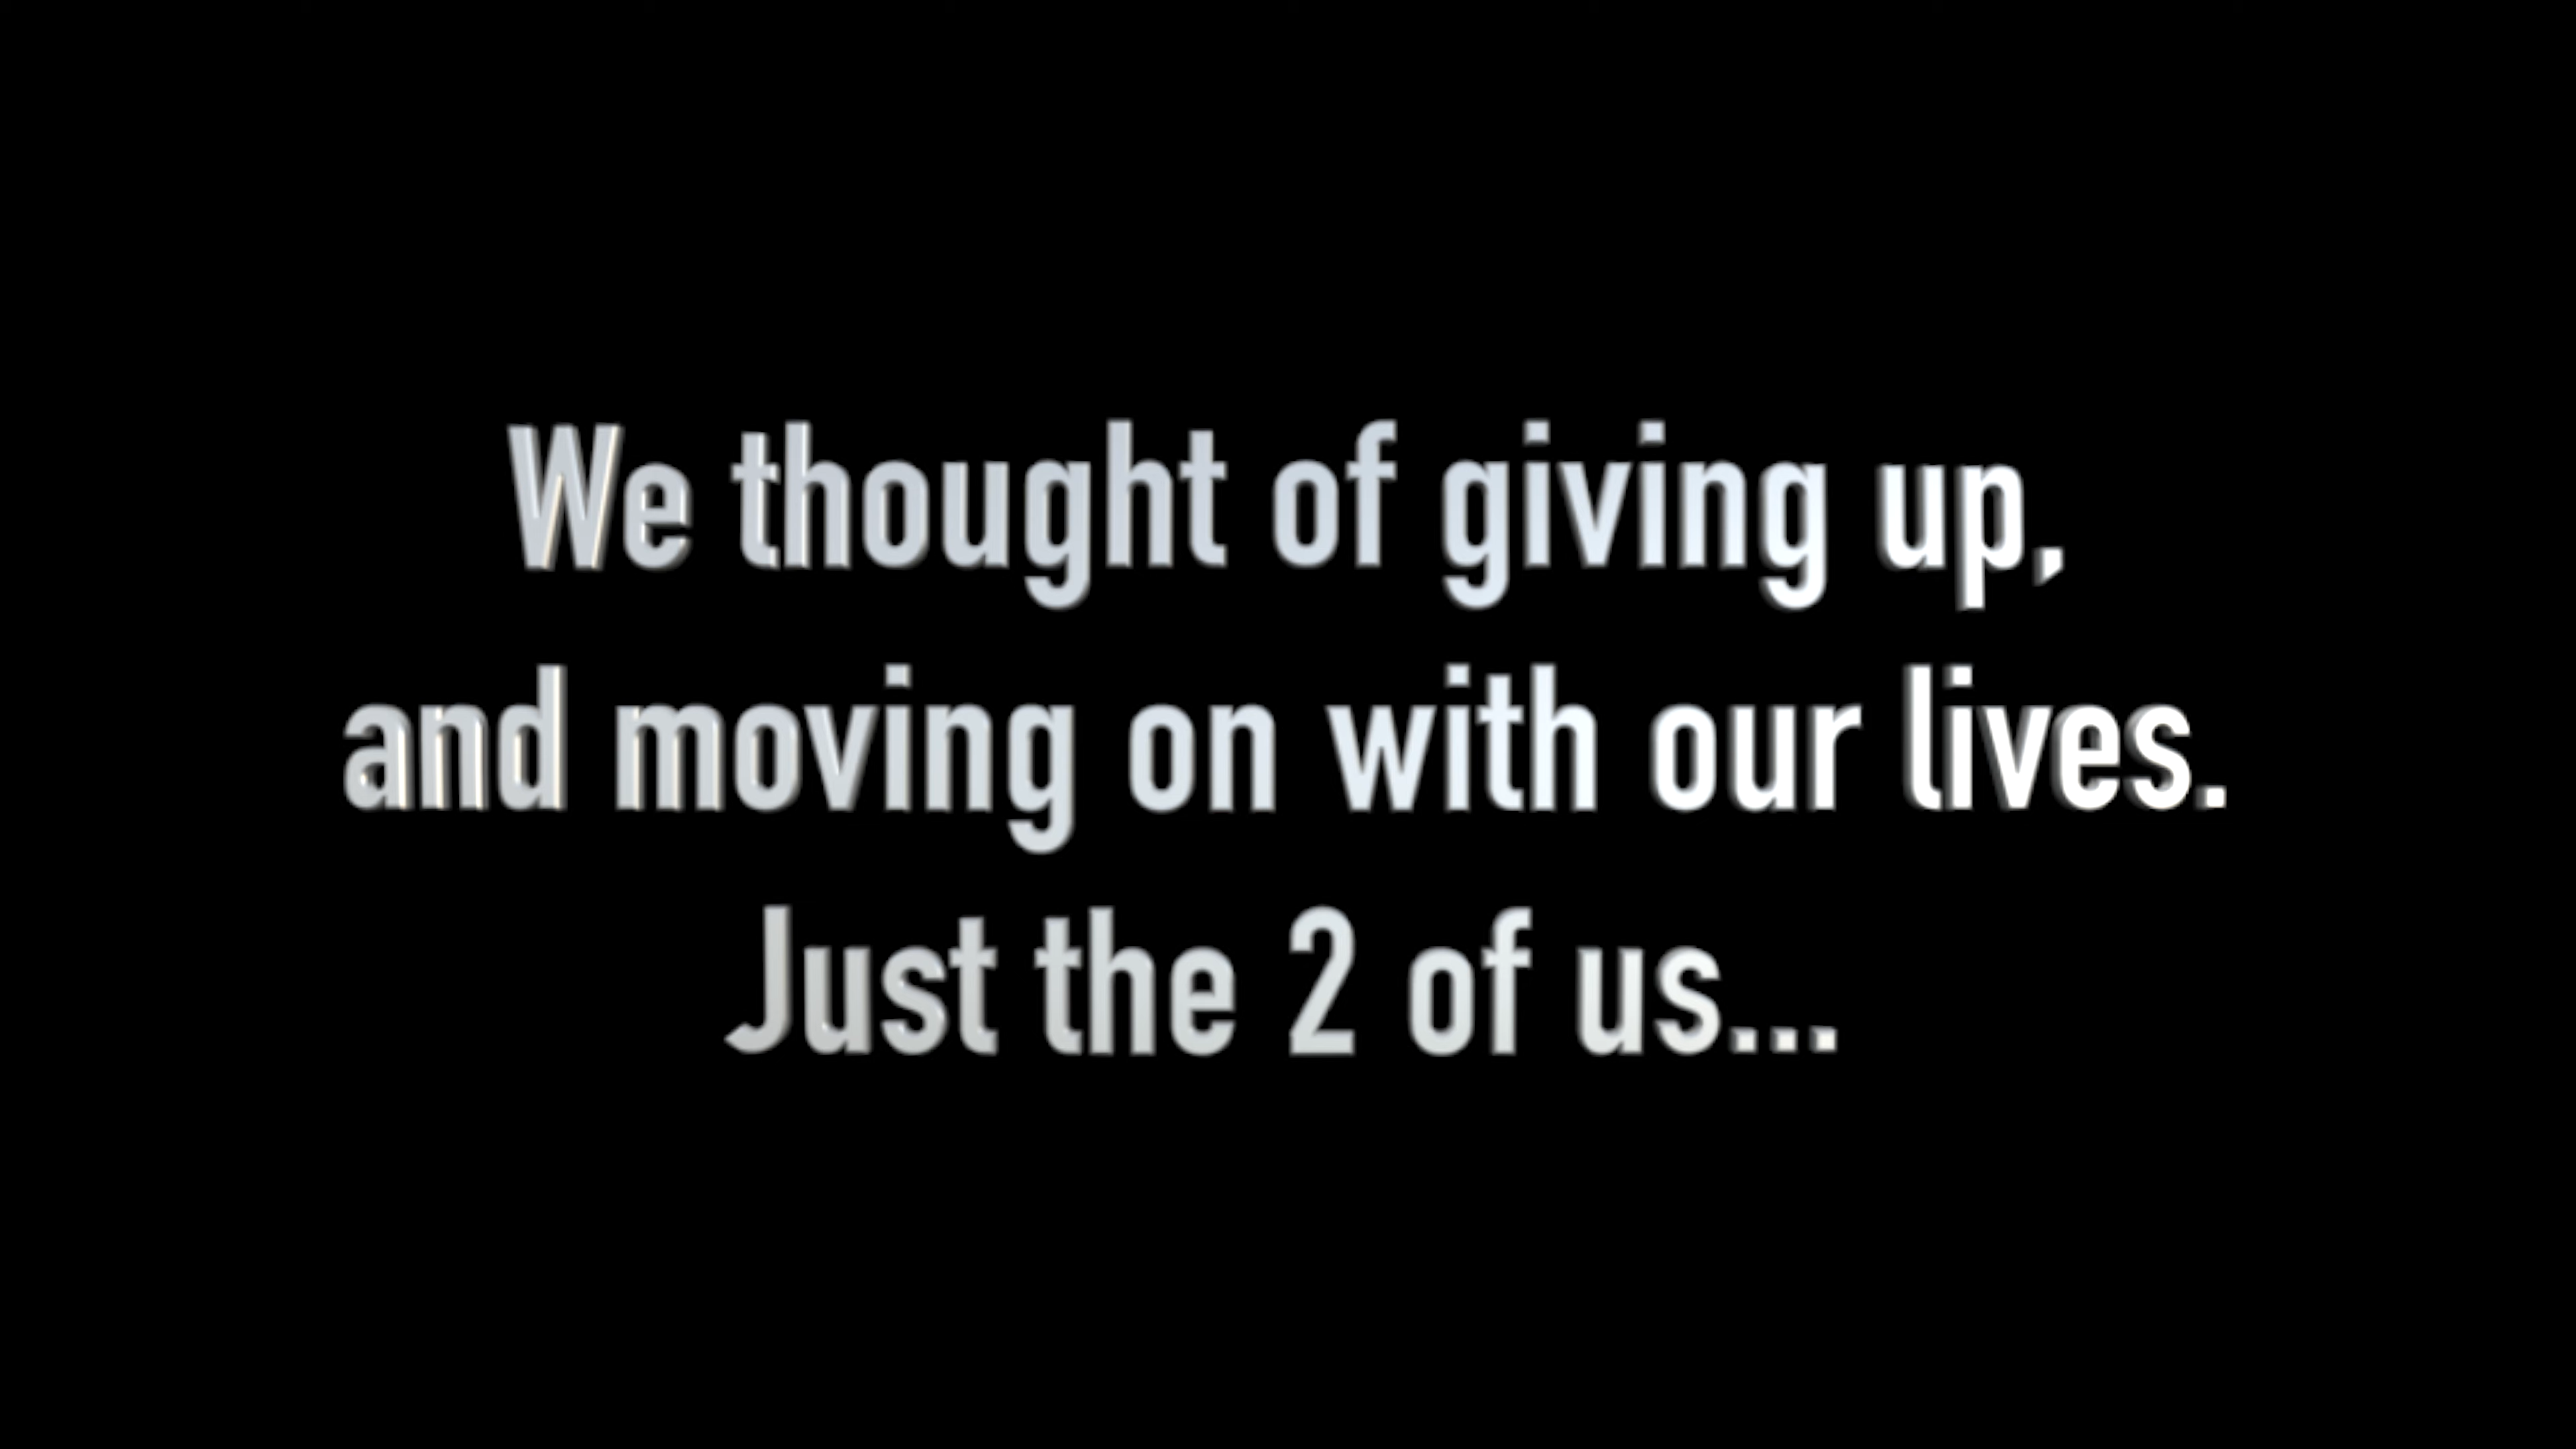 We thought of giving up,
and moving on with our lives.
Just the 2 of us...